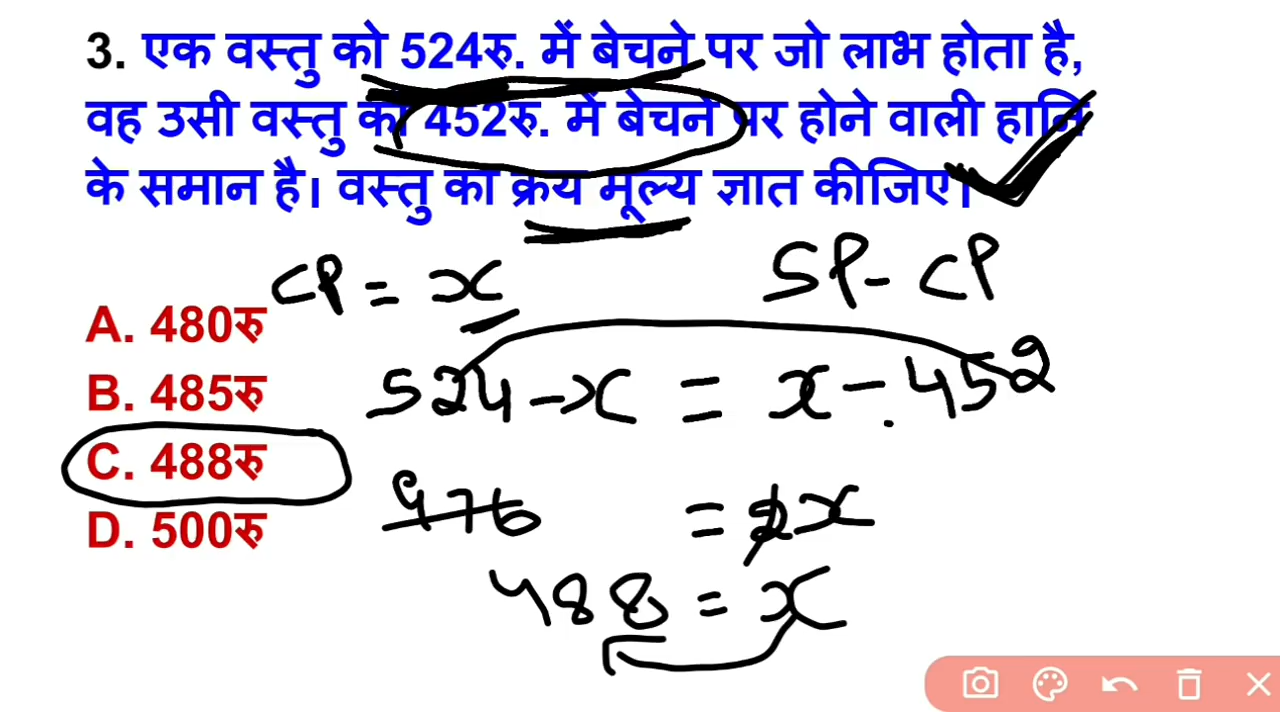 3. एक वस्तु को 524रु. में बेचने पर जो लाभ होता है,
वह उसी वस्तु को 452रु. में बेचने पर होने वाली हानि
के समान है। वस्तु का क्रय मूल्य ज्ञात कीजिए।
CP = x
SP - CP
A. 480रु
B. 485रु
C. 488रु
D. 500रु
524 - x = x - 452
976 = 2x
488 = x